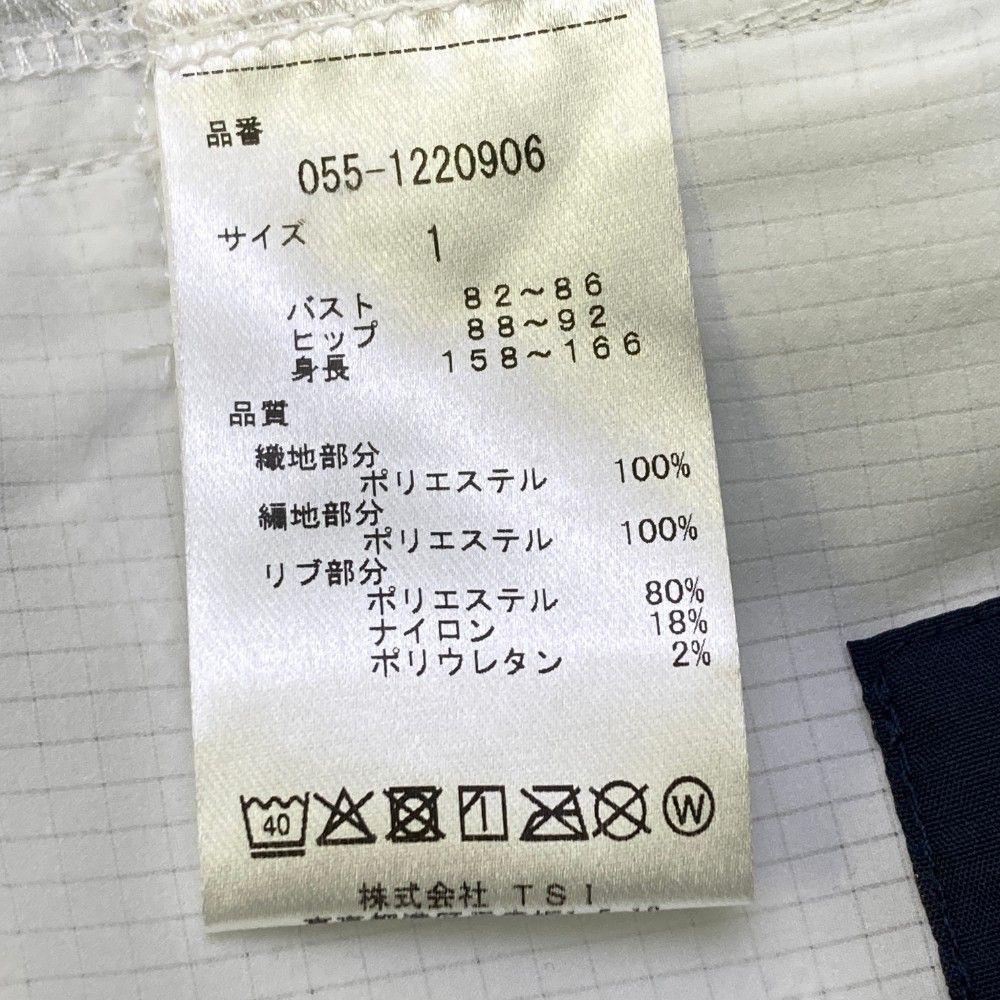 品番
055-1220906
サイズ 1
バスト 82～86
ヒップ 88～92
身長 158～166
品質
織地部分
ポリエステル 100%
編地部分
ポリエステル 100%
リブ部分
ポリエステル 80%
ナイロン 18%
ポリウレタン 2%
40 1 W
株式会社 TSI